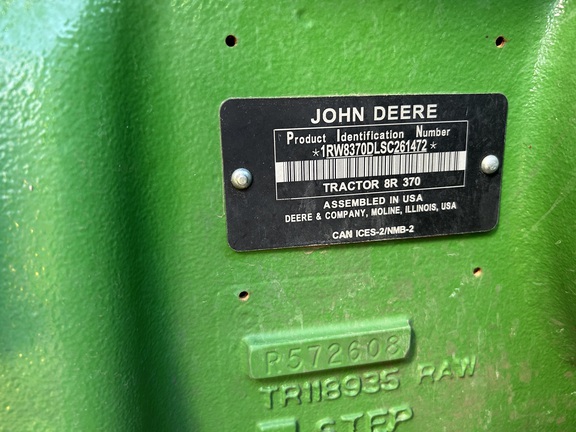 JOHN DEERE
Product Identification Number
*1RW8370DLSC261472*
TRACTOR 8R 370
ASSEMBLED IN USA
DEERE & COMPANY, MOLINE, ILLINOIS, USA
CAN ICES-2/NMB-2
R572608
TR118935 RAW
STEP